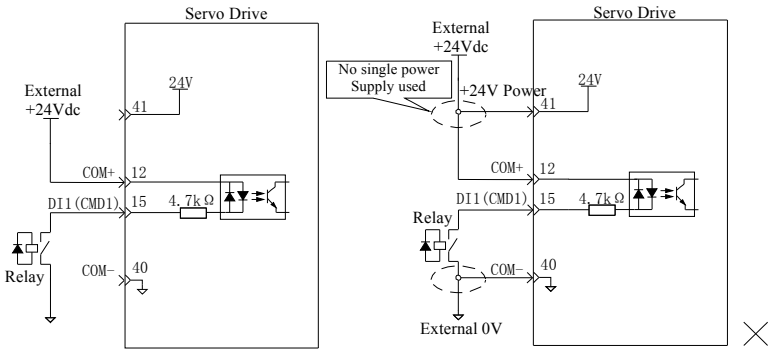 Servo Drive
External
+24Vdc
24V
41
COM+
12
DI1(CMD1)
15
4.7kΩ
Relay
COM-
40
Servo Drive
External
+24Vdc
No single power
Supply used
+24V Power
41
24V
COM+
12
DI1(CMD1)
15
4.7kΩ
Relay
COM-
40
External 0V